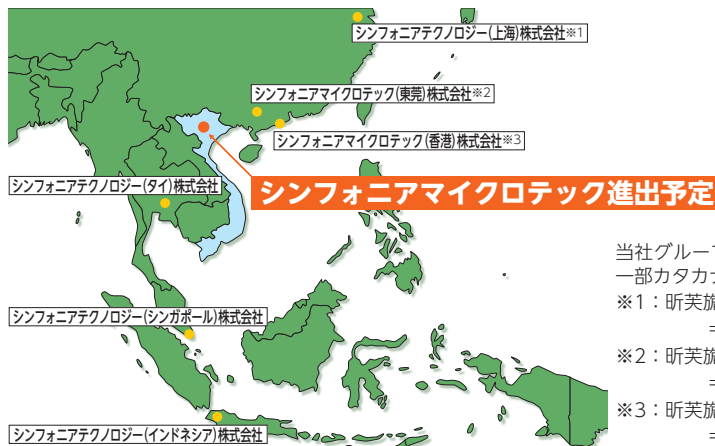 シンフォニアテクノロジー(上海)株式会社※1
シンフォニアマイクロテック(東莞)株式会社※2
シンフォニアマイクロテック(香港)株式会社※3
シンフォニアテクノロジー(タイ)株式会社
シンフォニアマイクロテック進出予定
シンフォニアテクノロジー(シンガポール)株式会社
シンフォニアテクノロジー(インドネシア)株式会社
当社グルー
一部カタカ
※1：昕芙
※2：昕芙
※3：昕芙